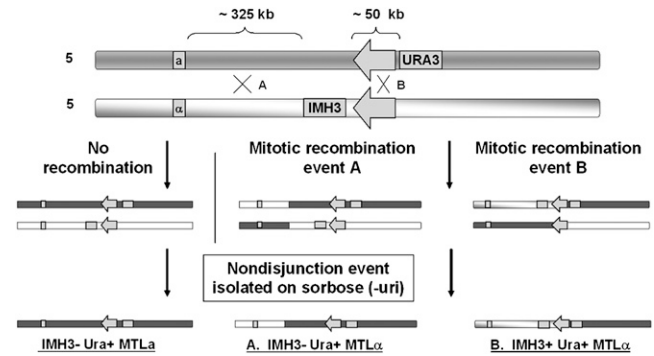 ~ 325 kb ~ 50 kb
5 a URA3
A B
5 α IMH3
No
recombination
Mitotic recombination
event A
Mitotic recombination
event B
Nondisjunction event
isolated on sorbose (-uri)
IMH3- Ura+ MTLa
A. IMH3- Ura+ MTLα
B. IMH3+ Ura+ MTLα